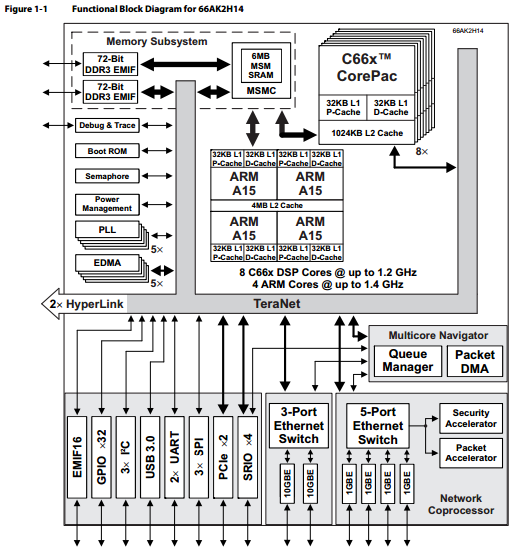 Figure 1-1 Functional Block Diagram for 66AK2H14
66AK2H14
Memory Subsystem
72-Bit
DDR3 EMIF
72-Bit
DDR3 EMIF
6MB
MSM
SRAM
MSMC
C66x™
CorePac
32KB L1
P-Cache
32KB L1
D-Cache
1024KB L2 Cache
8×
Debug & Trace
Boot ROM
Semaphore
Power
Management
PLL
5×
EDMA
5×
32KB L1
P-Cache
32KB L1
D-Cache
32KB L1
P-Cache
32KB L1
D-Cache
ARM
A15
ARM
A15
4MB L2 Cache
ARM
A15
ARM
A15
32KB L1
P-Cache
32KB L1
D-Cache
32KB L1
P-Cache
32KB L1
D-Cache
8 C66x DSP Cores @ up to 1.2 GHz
4 ARM Cores @ up to 1.4 GHz
2× HyperLink
TeraNet
Multicore Navigator
Queue
Manager
Packet
DMA
EMIF16
GPIO ×32
3× I²C
USB 3.0
2× UART
3× SPI
PCIe ×2
SRIO ×4
3-Port
Ethernet
Switch
10GBE
10GBE
5-Port
Ethernet
Switch
1GBE
1GBE
1GBE
1GBE
Security
Accelerator
Packet
Accelerator
Network
Coprocessor